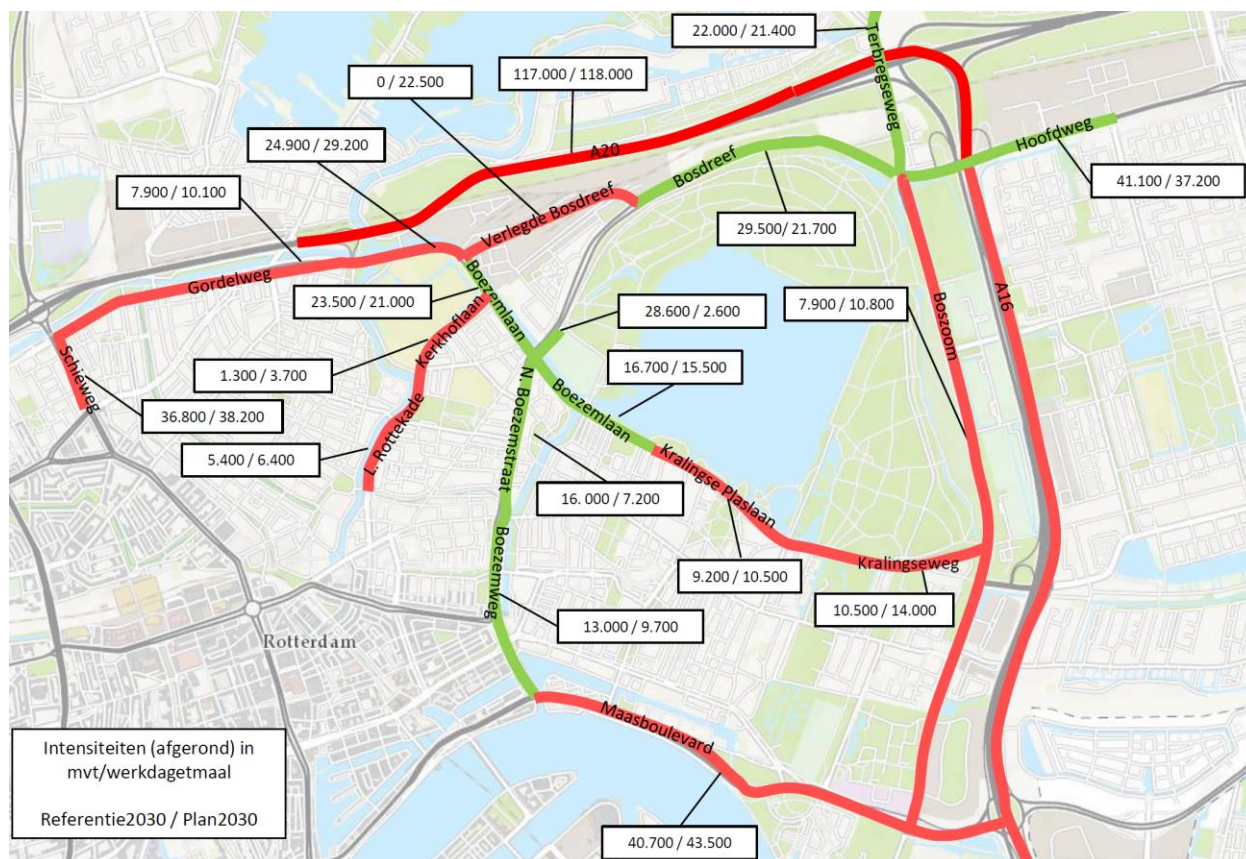 22.000 / 21.400
Terbregseweg
117.000 / 118.000
0 / 22.500
24.900 / 29.200
A20
Hoofdweg
Bosdreef
7.900 / 10.100
41.100 / 37.200
Verlegde Bosdreef
29.500/ 21.700
Gordelweg
Boezemlaan
23.500 / 21.000
28.600 / 2.600
7.900 / 10.800
Boszoom
A16
Kerkhoflaan
1.300 / 3.700
16.700 / 15.500
Schieweg
N. Boezemstraat
Boezemlaan
36.800 / 38.200
L. Rottekade
5.400 / 6.400
Kralingse Plaslaan
16. 000 / 7.200
Boezemweg
9.200 / 10.500
Kralingseweg
10.500 / 14.000
13.000 / 9.700
Rotterdam
Maasboulevard
Intensiteiten (afgerond) in
mvt/werkdagetmaal
Referentie2030 / Plan2030
40.700 / 43.500